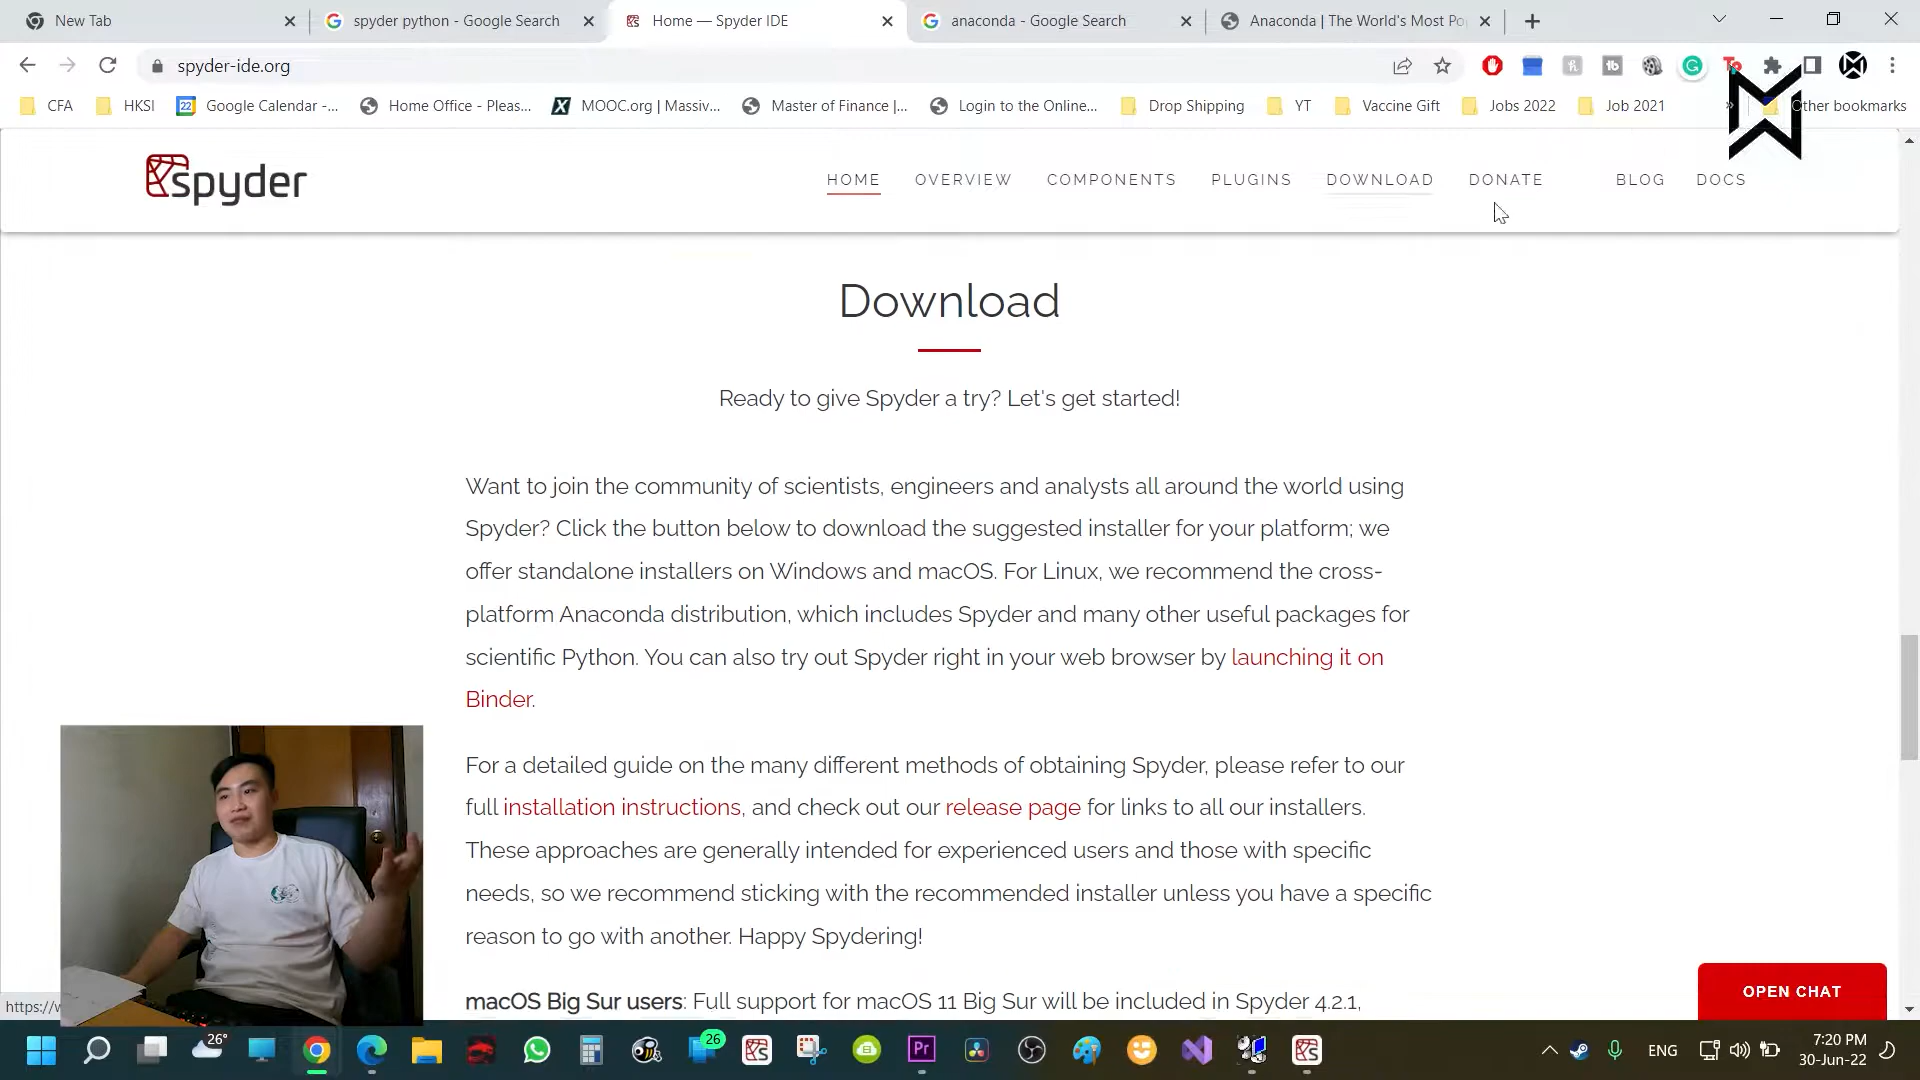 New Tab
spyder python - Google Search
Home — Spyder IDE
anaconda - Google Search
Anaconda | The World's Most Po
spyder-ide.org
CFA
HKSI
Google Calendar -...
Home Office - Pleas...
MOOC.org | Massiv...
Master of Finance |...
Login to the Online...
Drop Shipping
YT
Vaccine Gift
Jobs 2022
Job 2021
Other bookmarks
spyder
HOME
OVERVIEW
COMPONENTS
PLUGINS
DOWNLOAD
DONATE
BLOG
DOCS
Download
Ready to give Spyder a try? Let's get started!
Want to join the community of scientists, engineers and analysts all around the world using
Spyder? Click the button below to download the suggested installer for your platform; we
offer standalone installers on Windows and macOS. For Linux, we recommend the cross-
platform Anaconda distribution, which includes Spyder and many other useful packages for
scientific Python. You can also try out Spyder right in your web browser by launching it on
Binder.
For a detailed guide on the many different methods of obtaining Spyder, please refer to our
full installation instructions, and check out our release page for links to all our installers.
These approaches are generally intended for experienced users and those with specific
needs, so we recommend sticking with the recommended installer unless you have a specific
reason to go with another. Happy Spydering!
macOS Big Sur users: Full support for macOS 11 Big Sur will be included in Spyder 4.2.1,
OPEN CHAT
26°
26
Pr
ENG
7:20 PM
30-Jun-22